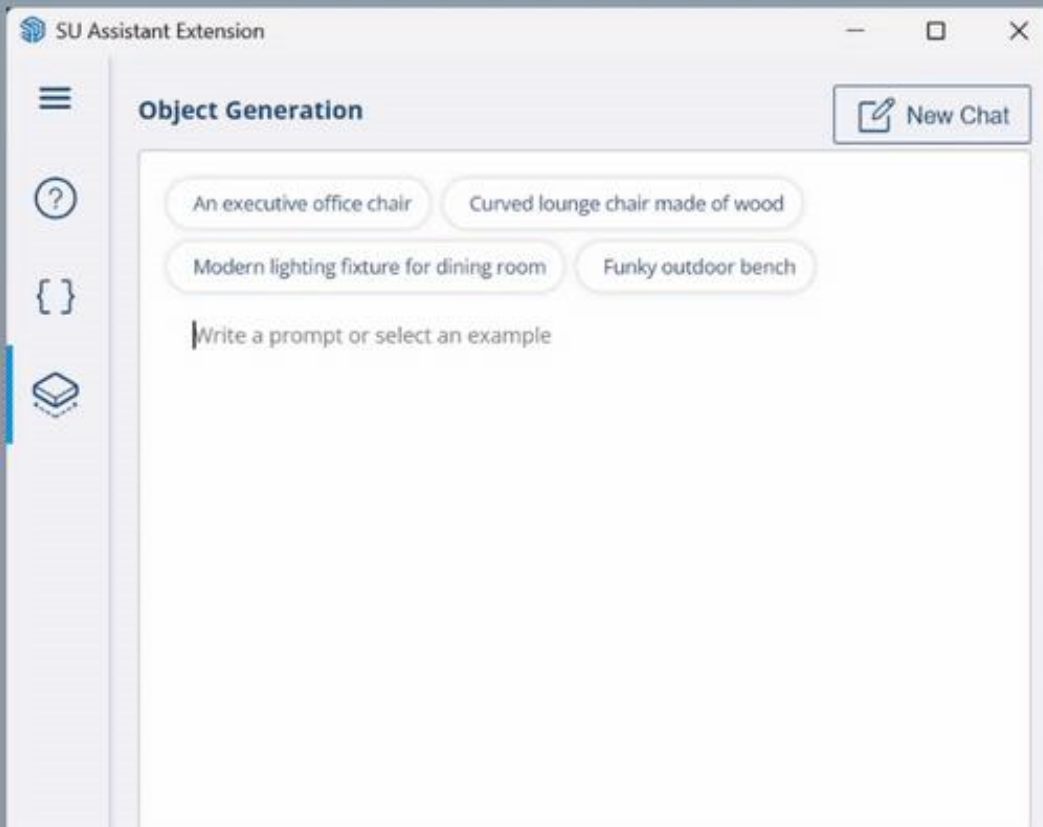 SU Assistant Extension
Object Generation
New Chat
An executive office chair
Curved lounge chair made of wood
Modern lighting fixture for dining room
Funky outdoor bench
Write a prompt or select an example